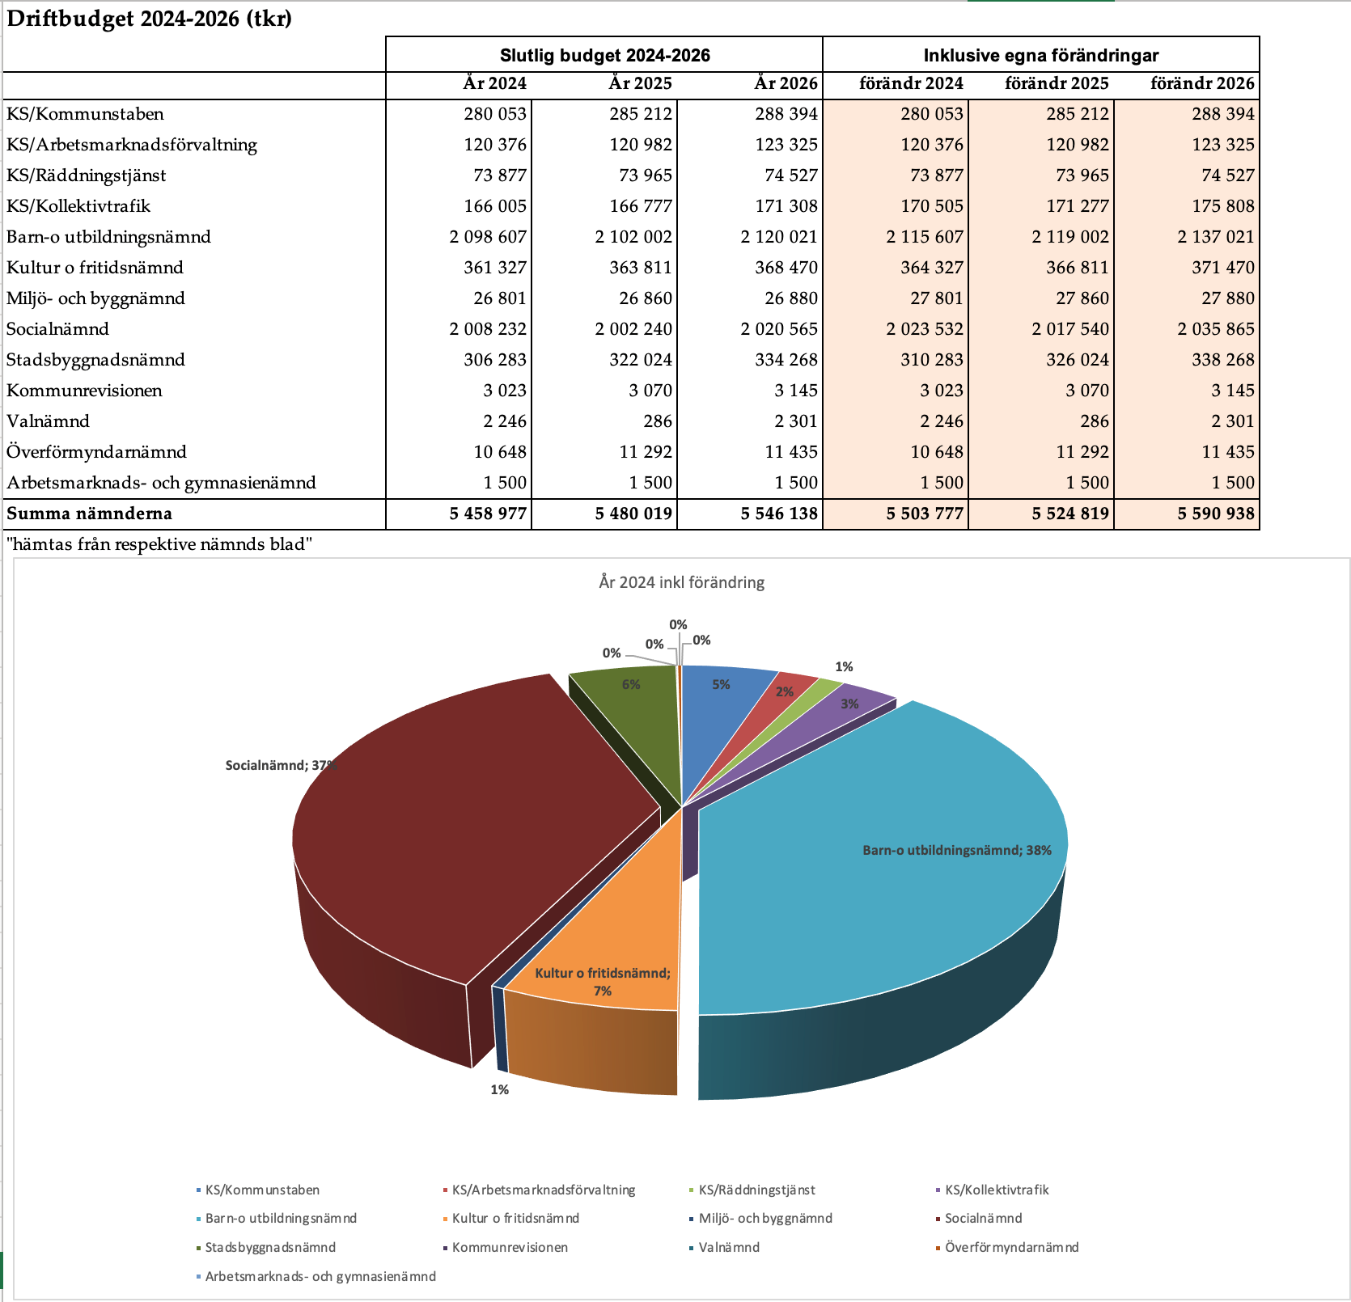 Driftbudget 2024-2026 (tkr)
Slutlig budget 2024-2026 Inklusive egna förändringar
År 2024 År 2025 År 2026 förändr 2024 förändr 2025 förändr 2026
KS/Kommunstaben 280 053 285 212 288 394 280 053 285 212 288 394
KS/Arbetsmarknadsförvaltning 120 376 120 982 123 325 120 376 120 982 123 325
KS/Räddningstjänst 73 877 73 965 74 527 73 877 73 965 74 527
KS/Kollektivtrafik 166 005 166 777 171 308 170 505 171 277 175 808
Barn-o utbildningsnämnd 2 098 607 2 102 002 2 120 021 2 115 607 2 119 002 2 137 021
Kultur o fritidsnämnd 361 327 363 811 368 470 364 327 366 811 371 470
Miljö- och byggnämnd 26 801 26 860 26 880 27 801 27 860 27 880
Socialnämnd 2 008 232 2 002 240 2 020 565 2 023 532 2 017 540 2 035 865
Stadsbyggnadsnämnd 306 283 322 024 334 268 310 283 326 024 338 268
Kommunrevisionen 3 023 3 070 3 145 3 023 3 070 3 145
Valnämnd 2 246 286 2 301 2 246 286 2 301
Överförmyndarnämnd 10 648 11 292 11 435 10 648 11 292 11 435
Arbetsmarknads- och gymnasienämnd 1 500 1 500 1 500 1 500 1 500 1 500
Summa nämnderna 5 458 977 5 480 019 5 546 138 5 503 777 5 524 819 5 590 938
"hämtas från respektive nämnds blad"
År 2024 inkl förändring
0%
0% 0% 0%
1%
6% 5% 2% 3%
Socialnämnd; 37%
Barn-o utbildningsnämnd; 38%
Kultur o fritidsnämnd;
7%
1%
KS/Kommunstaben KS/Arbetsmarknadsförvaltning KS/Räddningstjänst KS/Kollektivtrafik
Barn-o utbildningsnämnd Kultur o fritidsnämnd Miljö- och byggnämnd Socialnämnd
Stadsbyggnadsnämnd Kommunrevisionen Valnämnd Överförmyndarnämnd
Arbetsmarknads- och gymnasienämnd